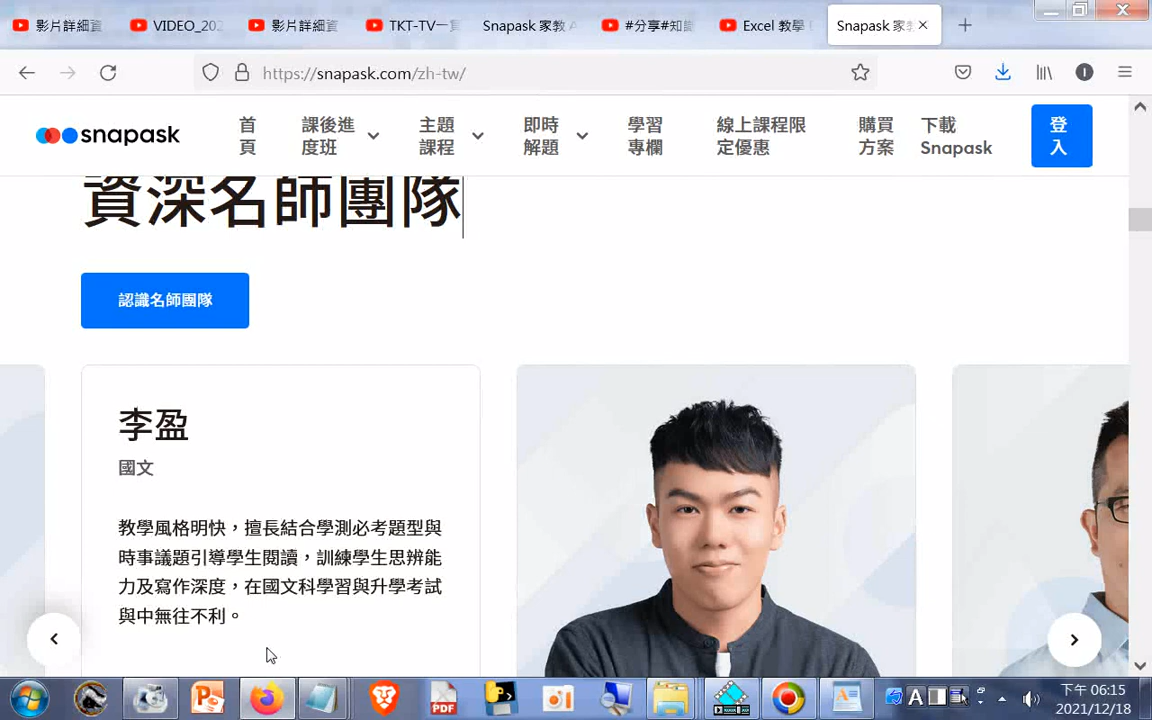 影片詳細資
VIDEO_202
影片詳細資
TKT-TV一
Snapask 家教 A
#分享#知
Excel 教學
Snapask 家
https://snapask.com/zh-tw/
snapask
首頁
課後進度班
主題課程
即時解題
學習專欄
線上課程限定優惠
購買方案
下載 Snapask
登入
資深名師團隊
認識名師團隊
李盈
國文
教學風格明快，擅長結合學測必考題型與
時事議題引導學生閱讀，訓練學生思辨能
力及寫作深度，在國文科學習與升學考試
與中無往不利。
PDF
A
下午 06:15
2021/12/18